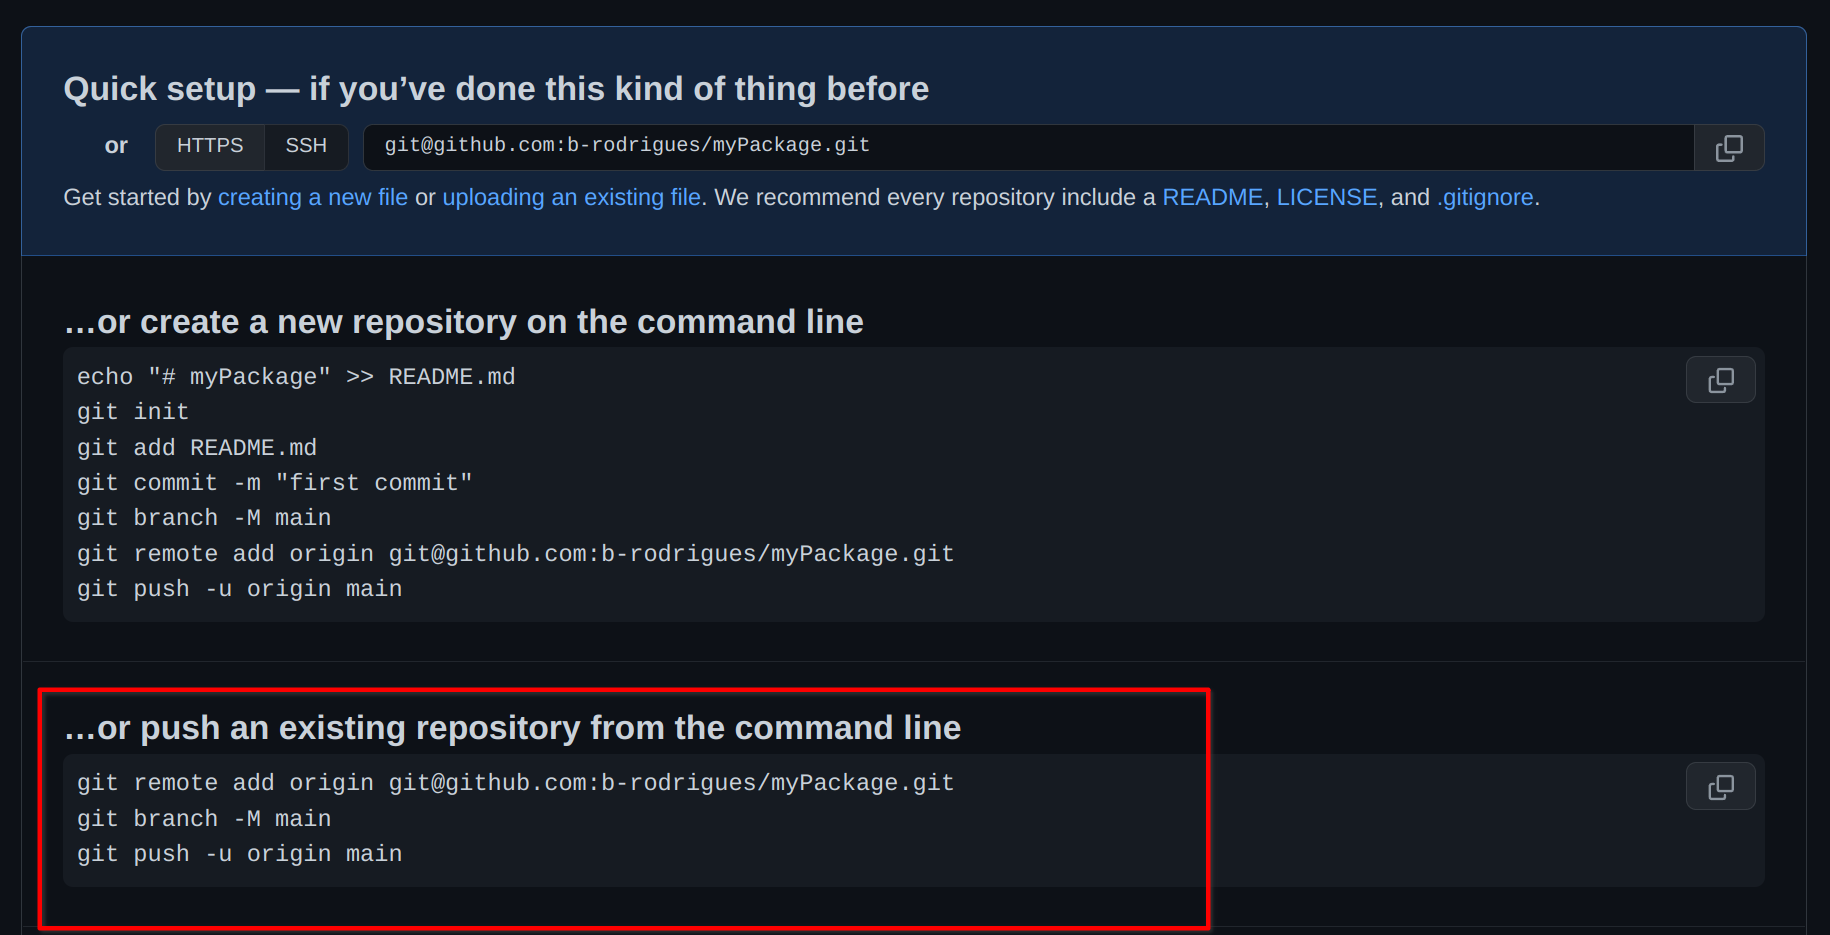 Quick setup — if you’ve done this kind of thing before
or HTTPS SSH git@github.com:b-rodrigues/myPackage.git
Get started by creating a new file or uploading an existing file. We recommend every repository include a README, LICENSE, and .gitignore.
…or create a new repository on the command line
echo "# myPackage" >> README.md
git init
git add README.md
git commit -m "first commit"
git branch -M main
git remote add origin git@github.com:b-rodrigues/myPackage.git
git push -u origin main
…or push an existing repository from the command line
git remote add origin git@github.com:b-rodrigues/myPackage.git
git branch -M main
git push -u origin main